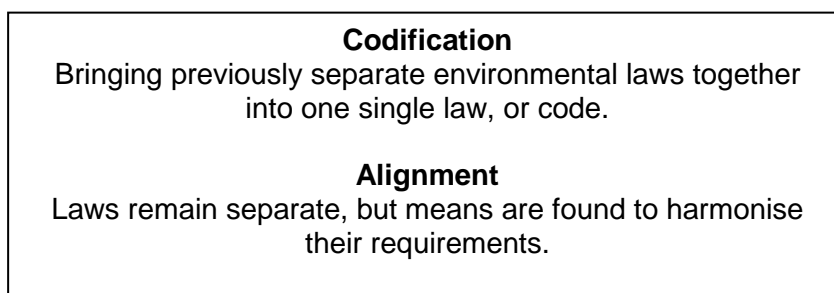 Codification
Bringing previously separate environmental laws together
into one single law, or code.
Alignment
Laws remain separate, but means are found to harmonise
their requirements.